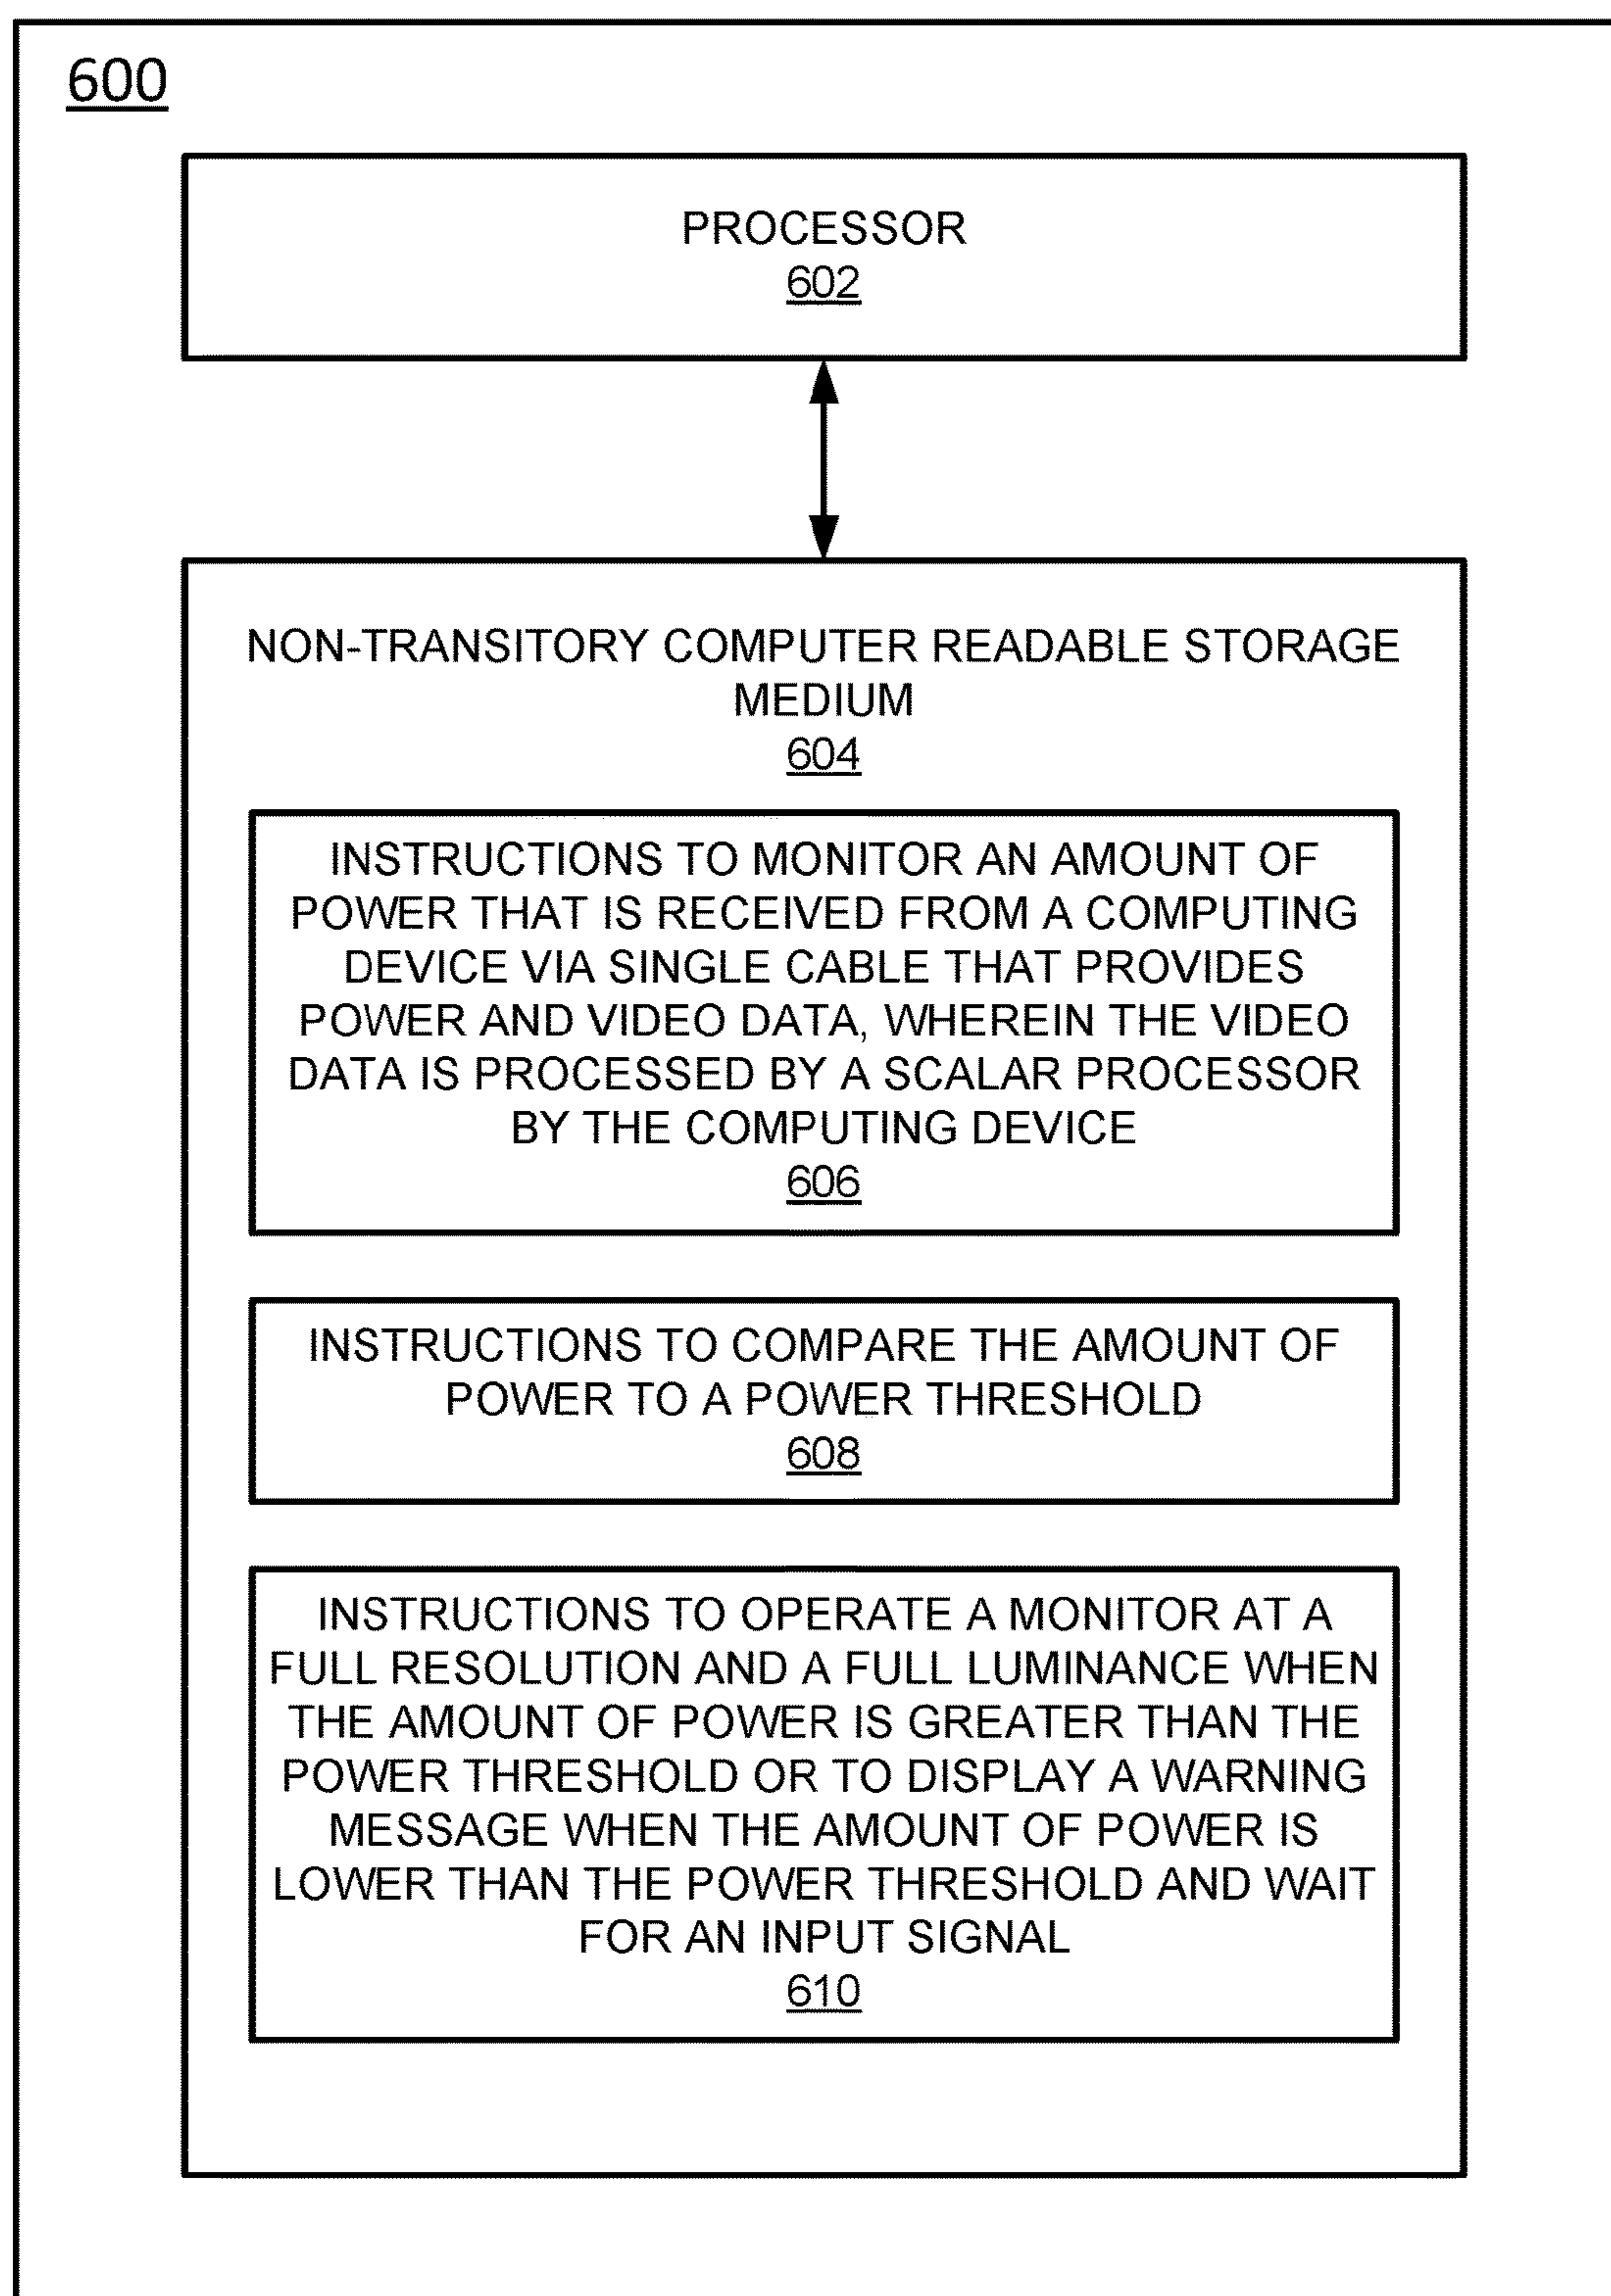 600
PROCESSOR
602
NON-TRANSITORY COMPUTER READABLE STORAGE
MEDIUM
604
INSTRUCTIONS TO MONITOR AN AMOUNT OF
POWER THAT IS RECEIVED FROM A COMPUTING
DEVICE VIA SINGLE CABLE THAT PROVIDES
POWER AND VIDEO DATA, WHEREIN THE VIDEO
DATA IS PROCESSED BY A SCALAR PROCESSOR
BY THE COMPUTING DEVICE
606
INSTRUCTIONS TO COMPARE THE AMOUNT OF
POWER TO A POWER THRESHOLD
608
INSTRUCTIONS TO OPERATE A MONITOR AT A
FULL RESOLUTION AND A FULL LUMINANCE WHEN
THE AMOUNT OF POWER IS GREATER THAN THE
POWER THRESHOLD OR TO DISPLAY A WARNING
MESSAGE WHEN THE AMOUNT OF POWER IS
LOWER THAN THE POWER THRESHOLD AND WAIT
FOR AN INPUT SIGNAL
610